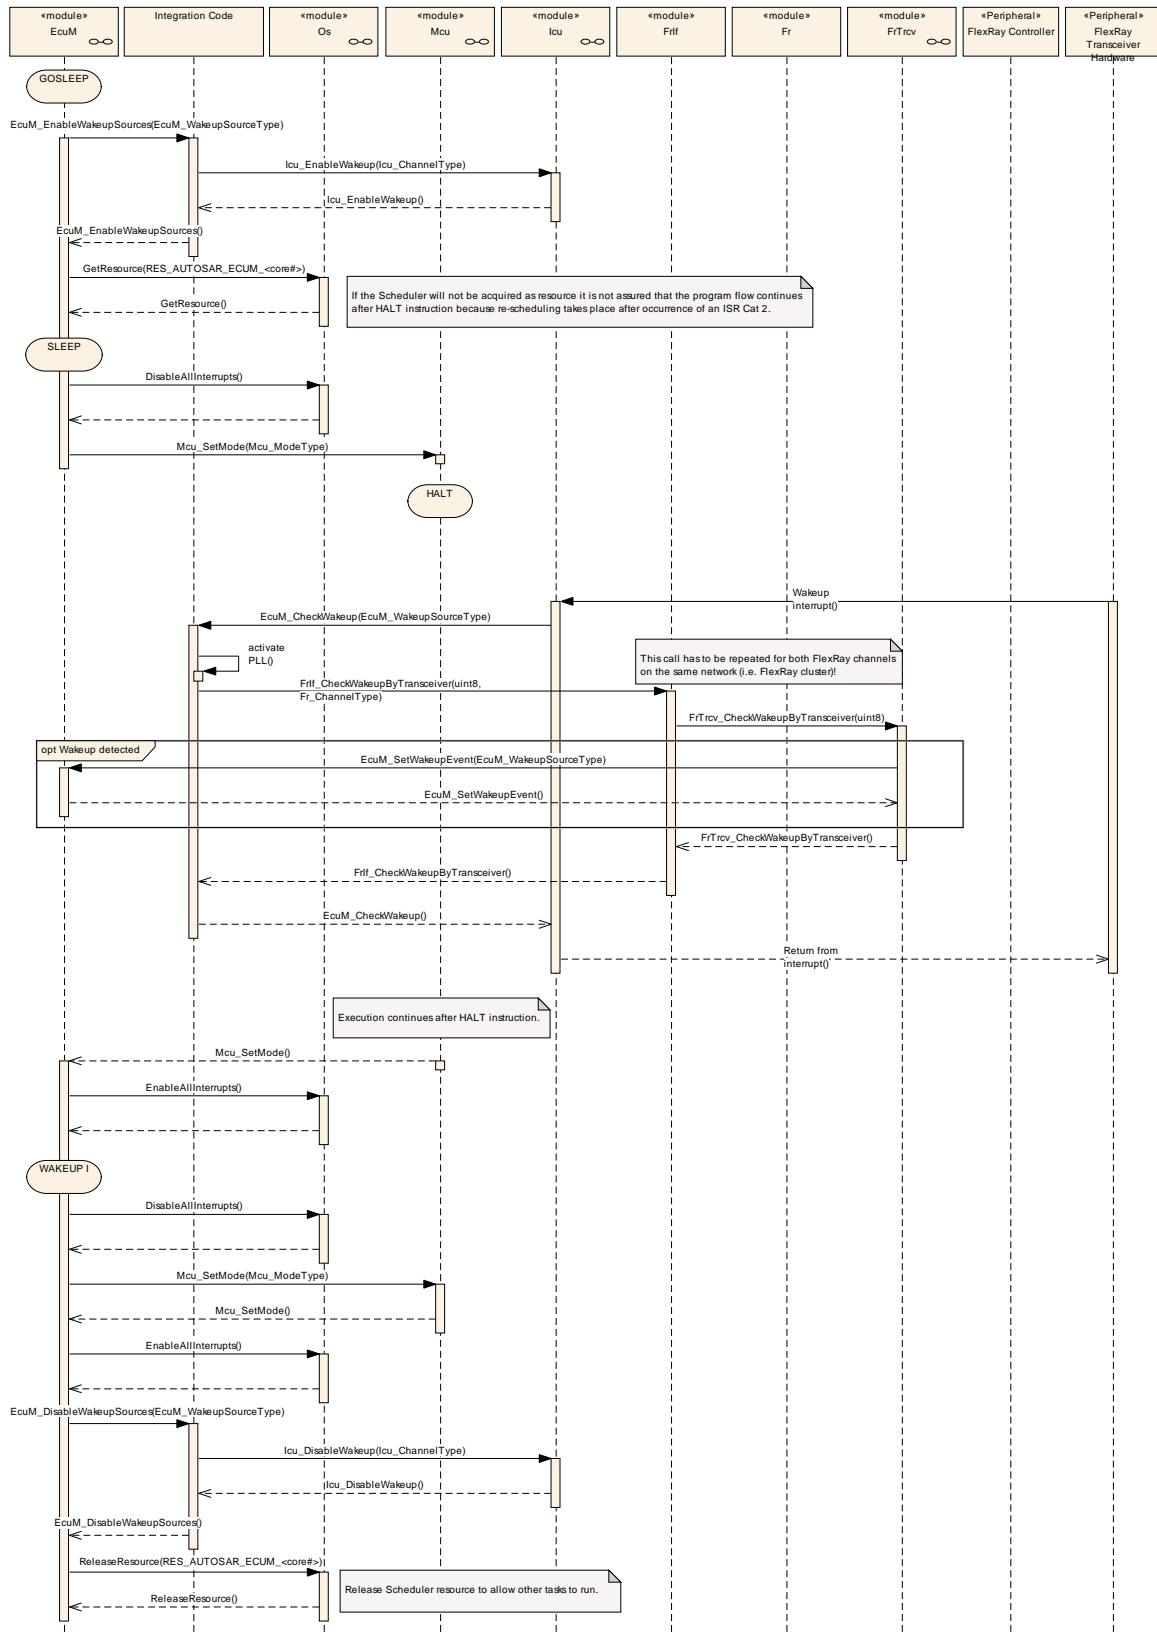 «module»
EcuM
Integration Code
«module»
Os
«module»
Mcu
«module»
Icu
«module»
FrIf
«module»
Fr
«module»
FrTrcv
«Peripheral»
FlexRay Controller
«Peripheral»
FlexRay
Transceiver
Hardware
GOSLEEP
EcuM_EnableWakeupSources(EcuM_WakeupSourceType)
Icu_EnableWakeup(Icu_ChannelType)
Icu_EnableWakeup()
EcuM_EnableWakeupSources()
GetResource(RES_AUTOSAR_ECUM_<core#>)
If the Scheduler will not be acquired as resource it is not assured that the program flow continues
after HALT instruction because re-scheduling takes place after occurrence of an ISR Cat 2.
GetResource()
SLEEP
DisableAllInterrupts()
Mcu_SetMode(Mcu_ModeType)
HALT
Wakeup
interrupt()
EcuM_CheckWakeup(EcuM_WakeupSourceType)
activate
PLL()
This call has to be repeated for both FlexRay channels
on the same network (i.e. FlexRay cluster)!
FrIf_CheckWakeupByTransceiver(uint8,
Fr_ChannelType)
FrTrcv_CheckWakeupByTransceiver(uint8)
opt Wakeup detected
EcuM_SetWakeupEvent(EcuM_WakeupSourceType)
EcuM_SetWakeupEvent()
FrTrcv_CheckWakeupByTransceiver()
FrIf_CheckWakeupByTransceiver()
EcuM_CheckWakeup()
Return from
interrupt()
Execution continues after HALT instruction.
Mcu_SetMode()
EnableAllInterrupts()
WAKEUP I
DisableAllInterrupts()
Mcu_SetMode(Mcu_ModeType)
Mcu_SetMode()
EnableAllInterrupts()
EcuM_DisableWakeupSources(EcuM_WakeupSourceType)
Icu_DisableWakeup(Icu_ChannelType)
Icu_DisableWakeup()
EcuM_DisableWakeupSources()
ReleaseResource(RES_AUTOSAR_ECUM_<core#>)
Release Scheduler resource to allow other tasks to run.
ReleaseResource()